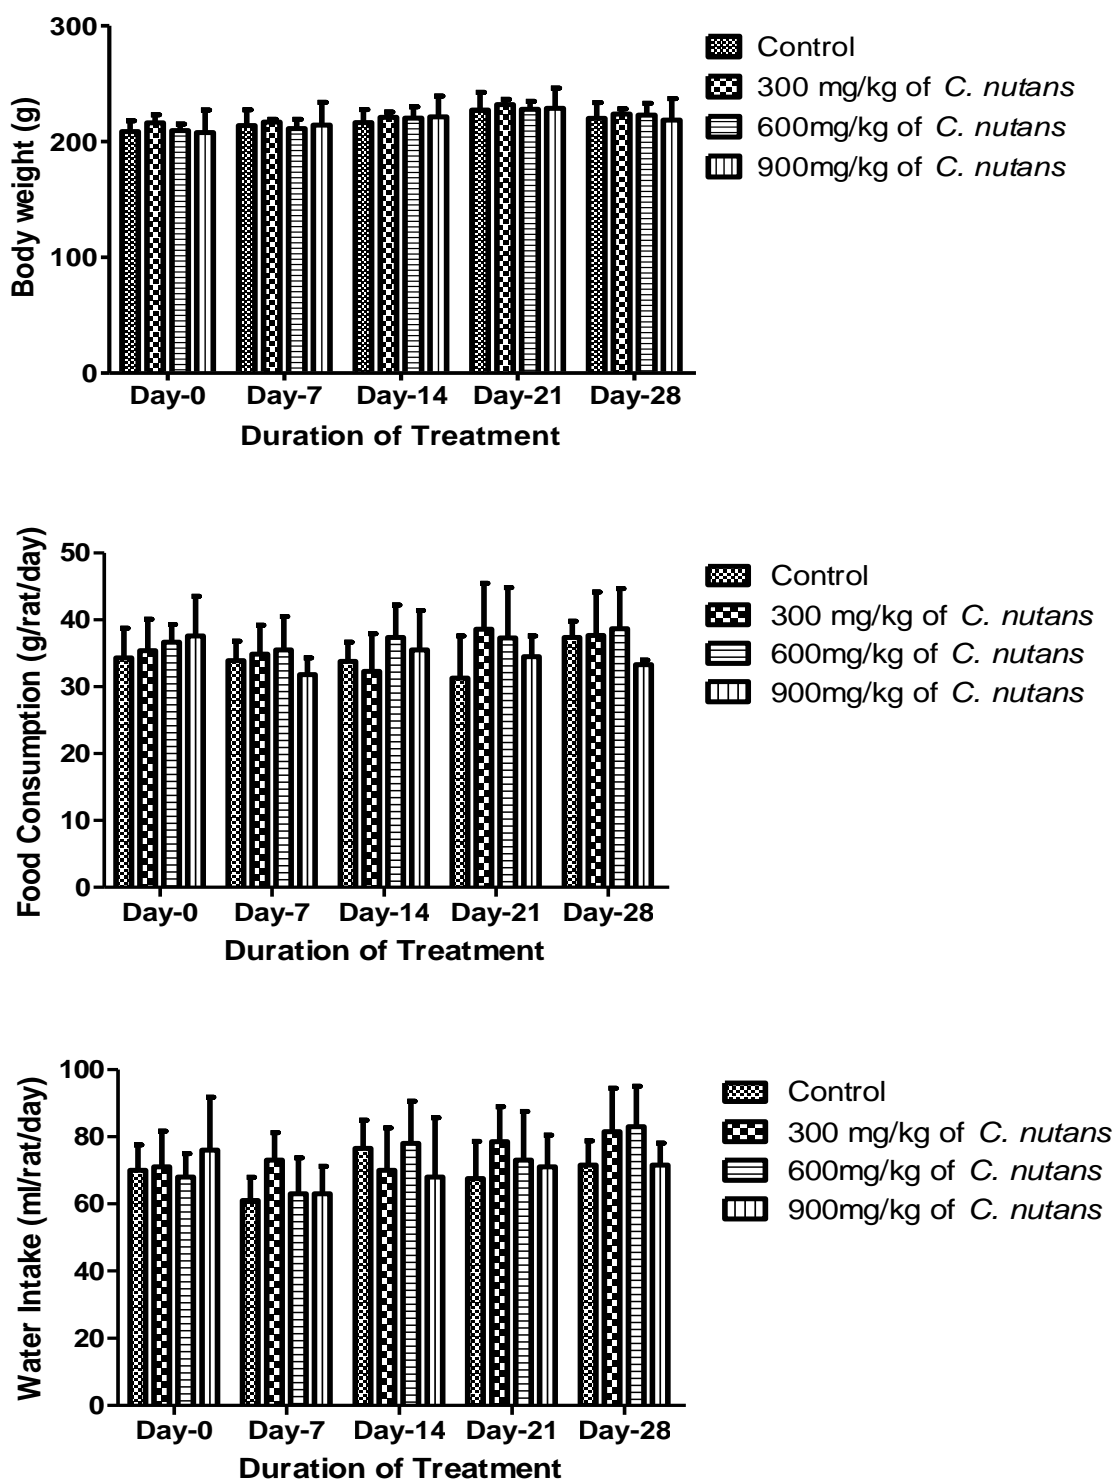 Body weight (g)
300
200
100
0
Day-0 Day-7 Day-14 Day-21 Day-28
Duration of Treatment
Control
300 mg/kg of C. nutans
600mg/kg of C. nutans
900mg/kg of C. nutans
Food Consumption (g/rat/day)
50
40
30
20
10
0
Day-0 Day-7 Day-14 Day-21 Day-28
Duration of Treatment
Control
300 mg/kg of C. nutans
600mg/kg of C. nutans
900mg/kg of C. nutans
Water Intake (ml/rat/day)
100
80
60
40
20
0
Day-0 Day-7 Day-14 Day-21 Day-28
Duration of Treatment
Control
300 mg/kg of C. nutans
600mg/kg of C. nutans
900mg/kg of C. nutans